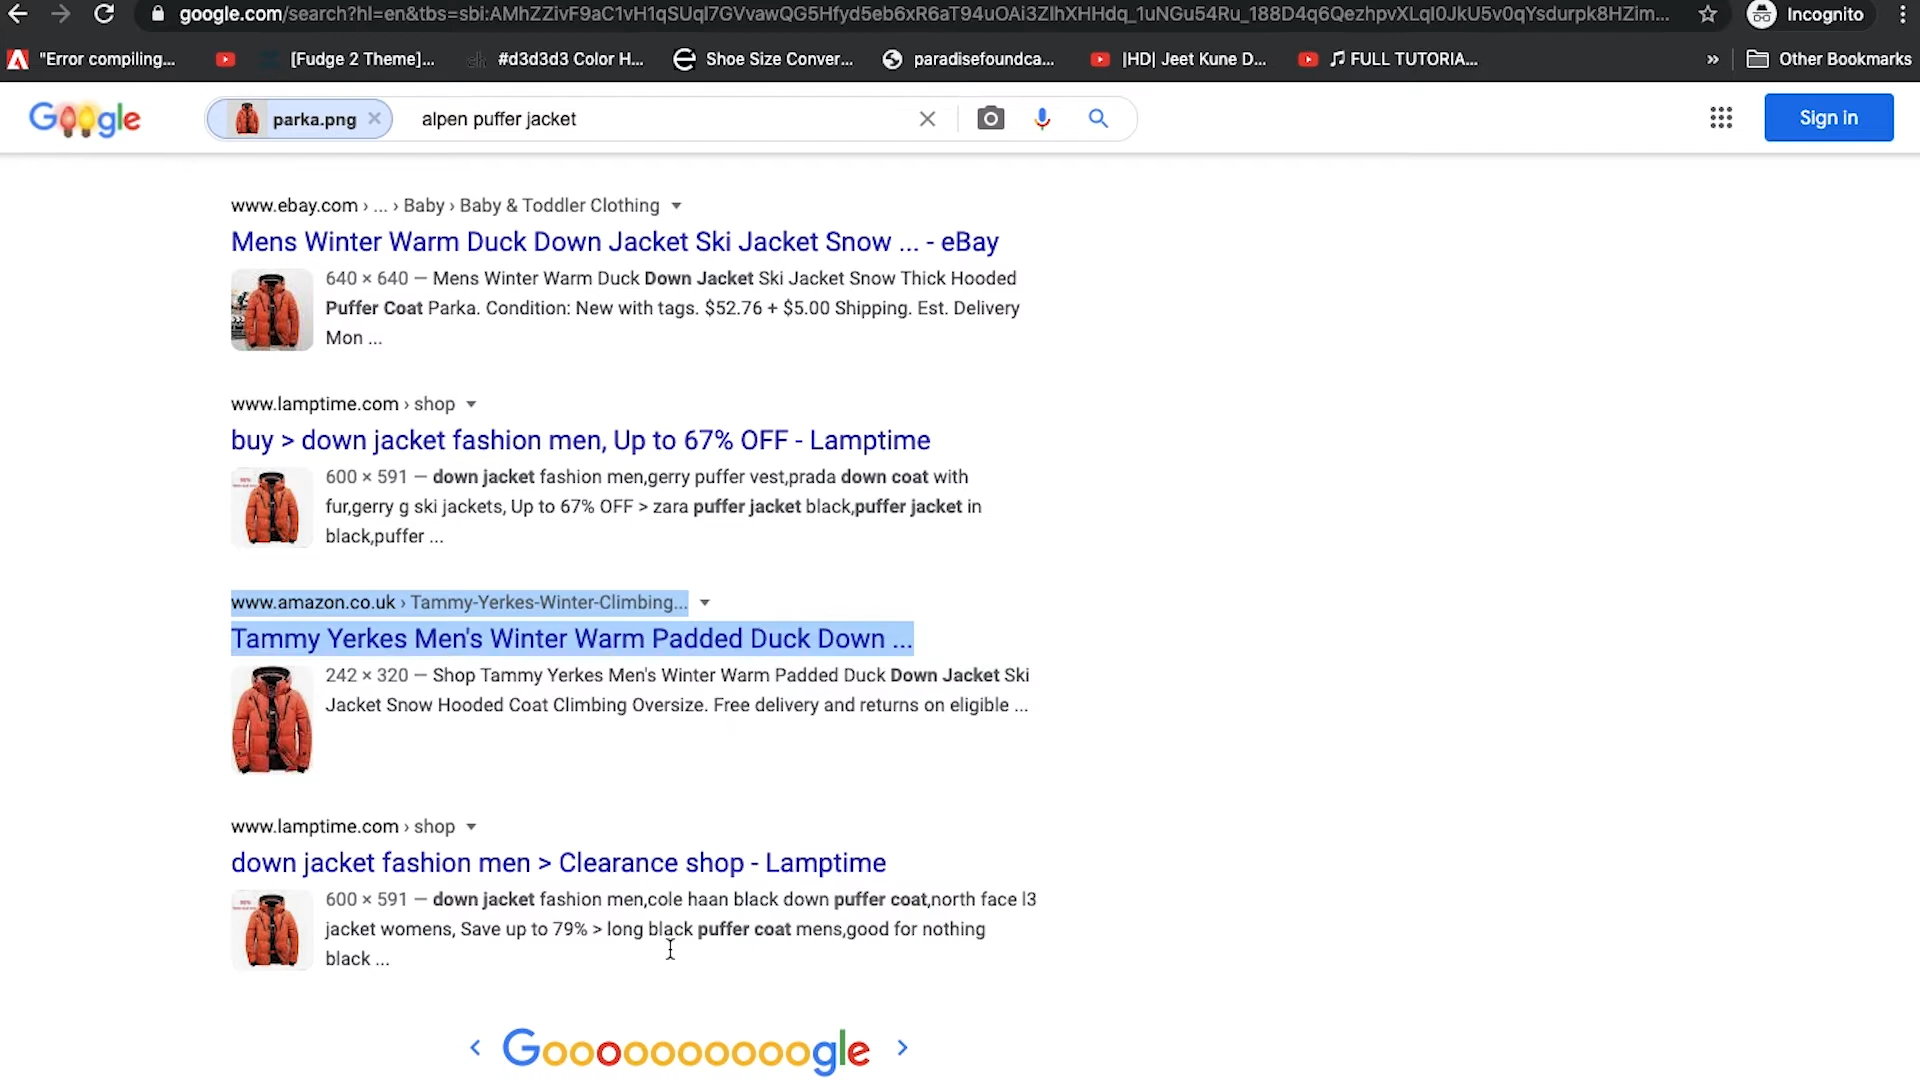 google.com/search?hl=en&tbs=sbi:AMhZZivF9aC1vH1qSUqI7GVvawQG5Hfyd5eb6xR6aT94uOAi3ZlhXHHdq_1uNGu54Ru_188D4q6QezhpvXLqI0JkU5v0qYsdurpk8HZim... Incognito
"Error compiling... [Fudge 2 Theme]... #d3d3d3 Color H... Shoe Size Conver... paradisefoundca... |HD| Jeet Kune D... FULL TUTORIA... » Other Bookmarks
Google parka.png alpen puffer jacket Sign in
www.ebay.com › ... › Baby › Baby & Toddler Clothing
Mens Winter Warm Duck Down Jacket Ski Jacket Snow ... - eBay
640 × 640 — Mens Winter Warm Duck Down Jacket Ski Jacket Snow Thick Hooded
Puffer Coat Parka. Condition: New with tags. $52.76 + $5.00 Shipping. Est. Delivery
Mon ...
www.lamptime.com › shop
buy > down jacket fashion men, Up to 67% OFF - Lamptime
600 × 591 — down jacket fashion men,gerry puffer vest,prada down coat with
fur,gerry g ski jackets, Up to 67% OFF > zara puffer jacket black,puffer jacket in
black,puffer ...
www.amazon.co.uk › Tammy-Yerkes-Winter-Climbing...
Tammy Yerkes Men's Winter Warm Padded Duck Down ...
242 × 320 — Shop Tammy Yerkes Men's Winter Warm Padded Duck Down Jacket Ski
Jacket Snow Hooded Coat Climbing Oversize. Free delivery and returns on eligible ...
www.lamptime.com › shop
down jacket fashion men > Clearance shop - Lamptime
600 × 591 — down jacket fashion men,cole haan black down puffer coat,north face l3
jacket womens, Save up to 79% > long black puffer coat mens,good for nothing
black ...
Goooooooooogle